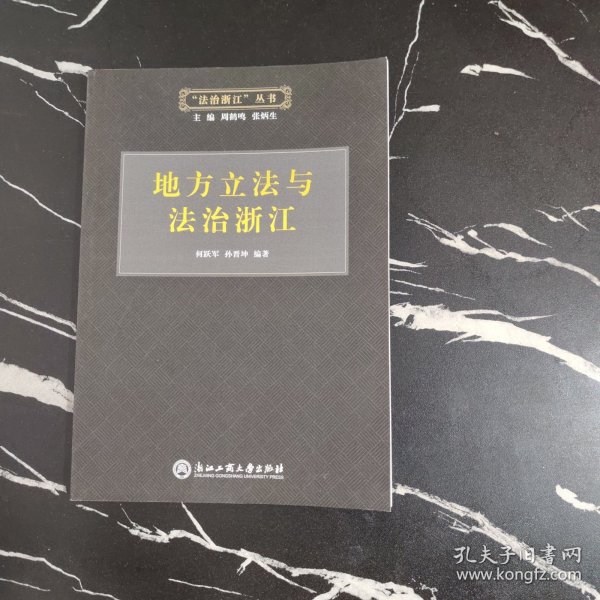 “法治浙江”丛书
主 编 周鹤鸣 张炳生
地方立法与
法治浙江
何跃军 孙晋坤 编著
浙江工商大学出版社
ZHEJIANG GONGSHANG UNIVERSITY PRESS
孔夫子旧书网
www.kongfz.com